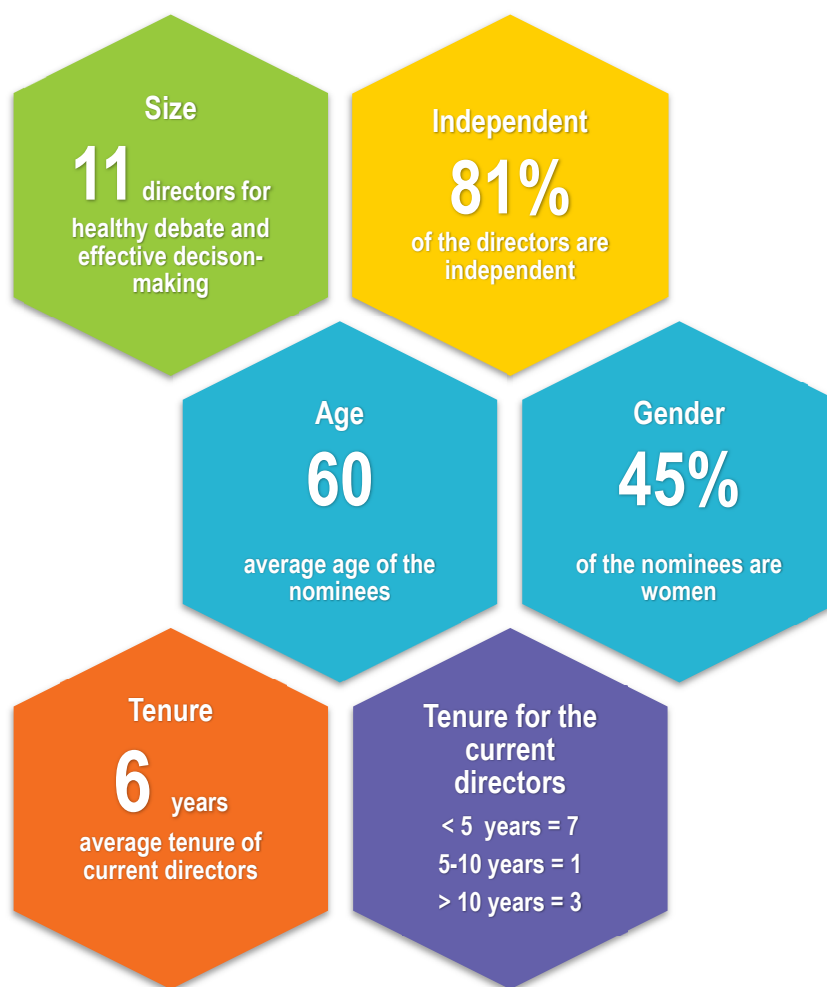 Size
11 directors for
healthy debate and
effective decison-
making
Independent
81%
of the directors are
independent
Age
60
average age of the
nominees
Gender
45%
of the nominees are
women
Tenure
6 years
average tenure of
current directors
Tenure for the
current
directors
< 5 years = 7
5-10 years = 1
> 10 years = 3